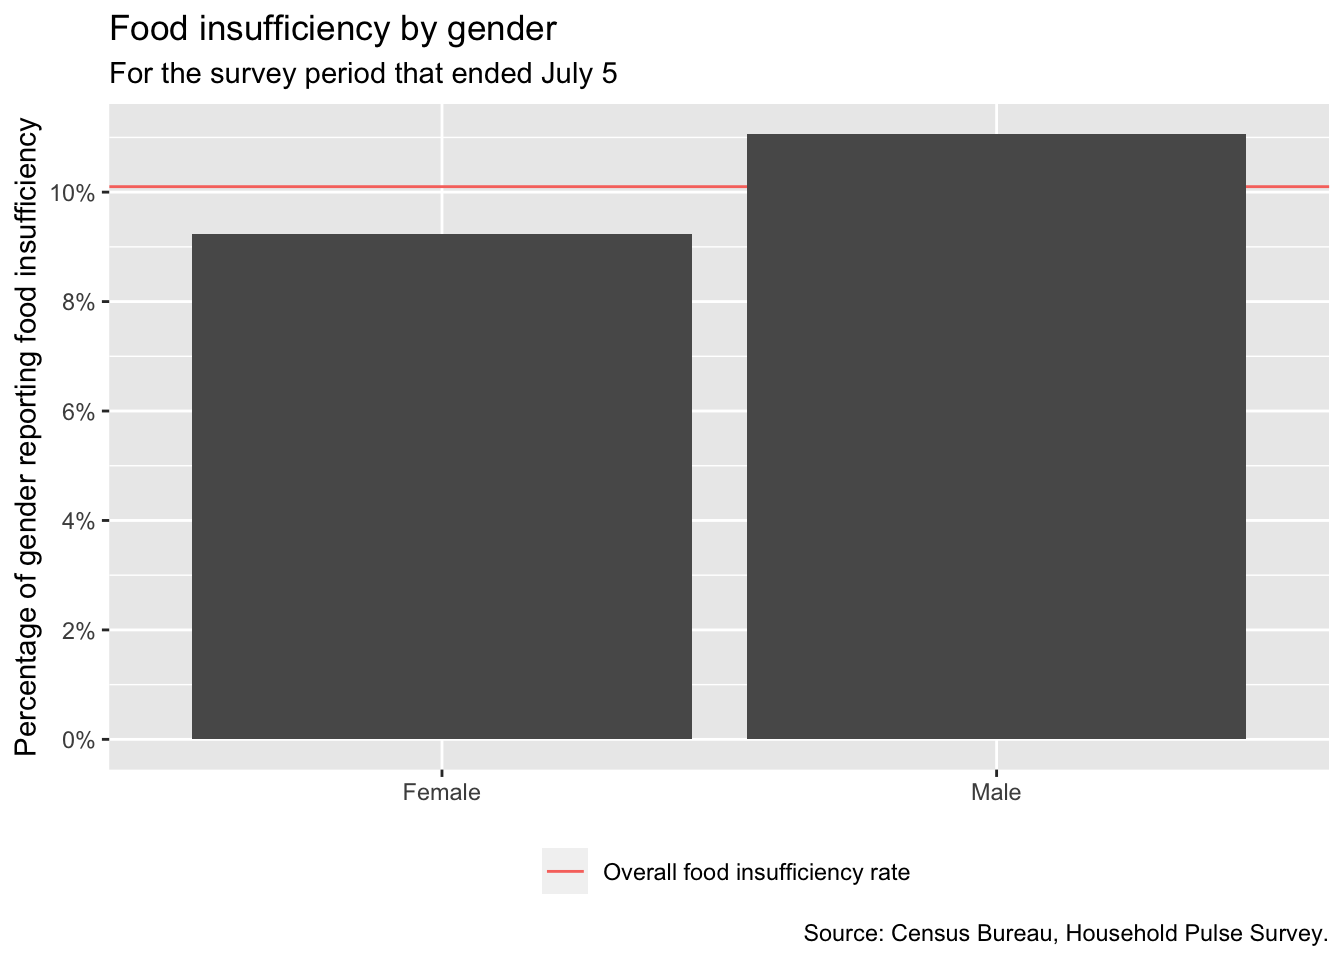 Food insufficiency by gender
For the survey period that ended July 5
Percentage of gender reporting food insufficiency
10%
8%
6%
4%
2%
0%
Female
Male
Overall food insufficiency rate
Source: Census Bureau, Household Pulse Survey.